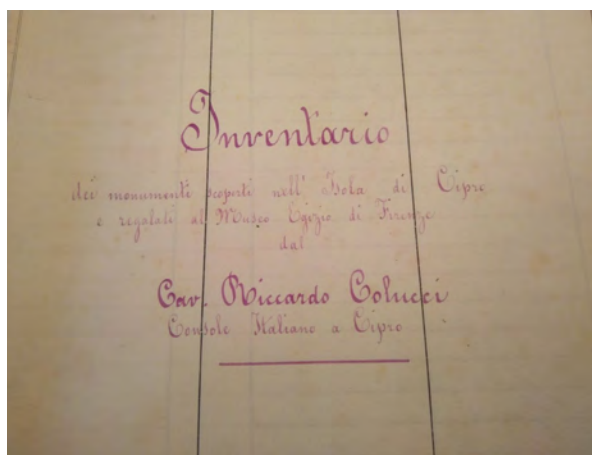 Inventario
dei monumenti scoperti nell' Isola di Cipro
e regalati al Museo Egizio di Firenze
dal
Cav. Riccardo Colucci
Console Italiano a Cipro